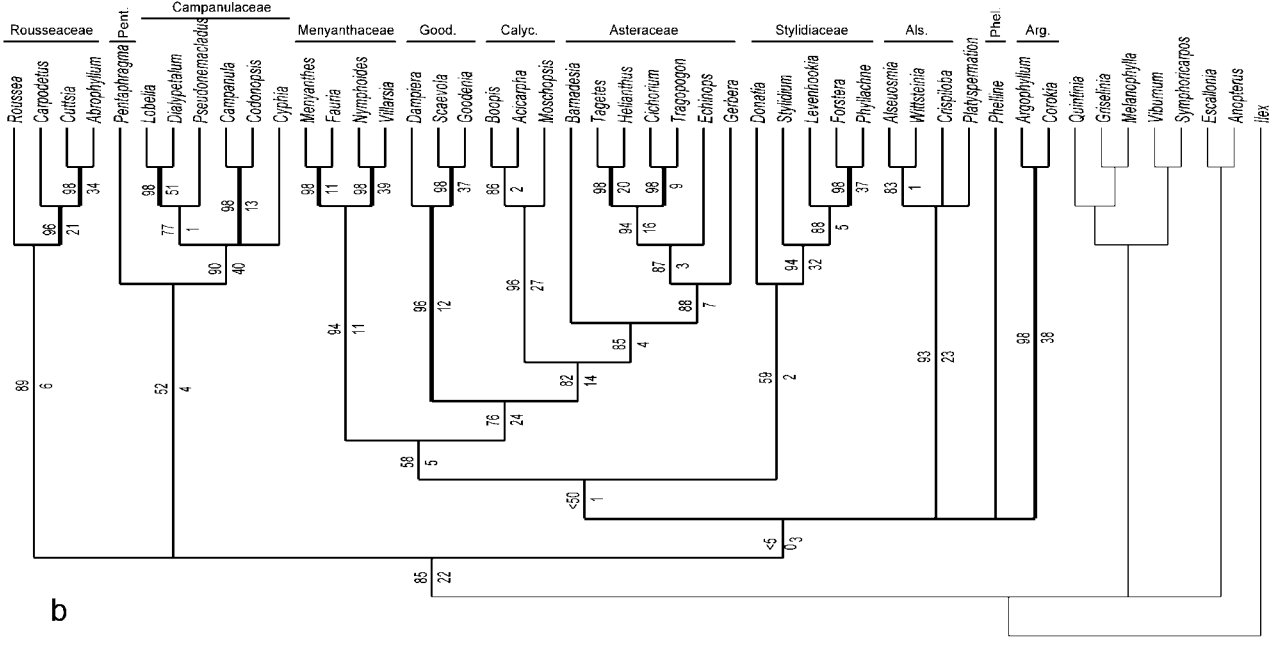 Campanulaceae
Rousseaceae Pent. Menyanthaceae Good. Calyc. Asteraceae Stylidiaceae Als. Phel. Arg.
Roussea
Carpodetus
Cuttsia
Abrophyllum
Pentaphragma
Lobelia
Dialypetalum
Pseudonemacladus
Campanula
Codonopsis
Cyphia
Menyanthes
Fauria
Nymphoides
Villarsia
Dampiera
Scaevola
Goodenia
Boopis
Acicarpha
Moschopsis
Barnadesia
Tagetes
Helianthus
Cichorium
Tragopogon
Echinops
Gerbera
Donatia
Stylidium
Levenhookia
Forstera
Phyllachne
Alseuosmia
Wittsteinia
Crispiloba
Platyspermation
Phelline
Argophyllum
Corokia
Quintinia
Griselinia
Melanophylla
Viburnum
Symphoricarpos
Escallonia
Anopterus
Ilex
98 34 98 51 98 11 98 39 98 37 86 2 98 20 98 9 98 37 83 1
96 21 77 1 98 13 94 16 88 5
90 40 87 3 94 32
96 12 96 27 88 7
94 11 85 4 98 38
89 6 52 4 82 14 59 2 93 23
76 24
58 5
<50 1
<5 03
85 22
b